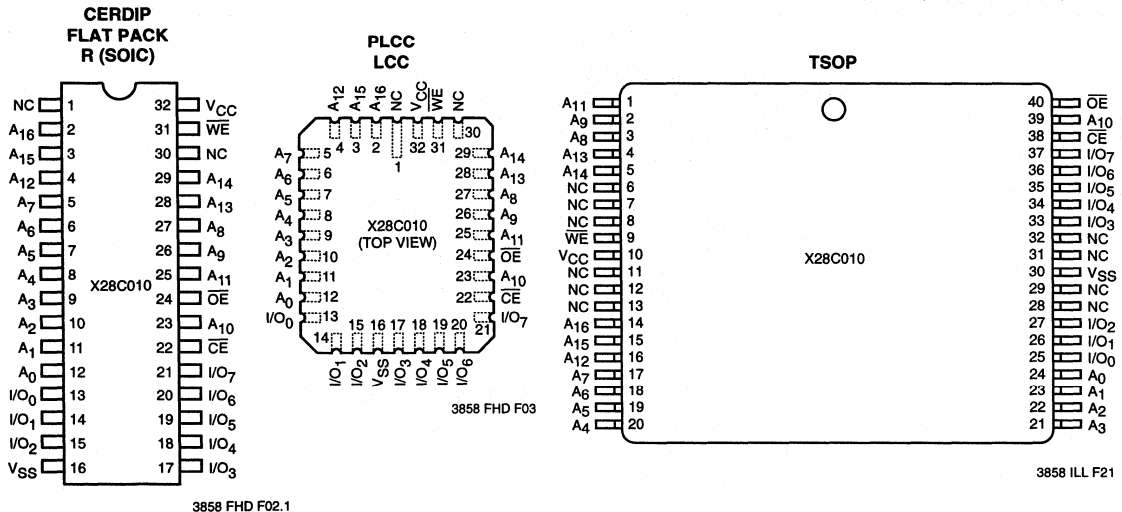 CERDIP
FLAT PACK
R (SOIC)
NC 1 32 VCC
A16 2 31 WE
A15 3 30 NC
A12 4 29 A14
A7 5 28 A13
A6 6 27 A8
A5 7 26 A9
A4 8 25 A11
X28C010
A3 9 24 OE
A2 10 23 A10
A1 11 22 CE
A0 12 21 I/O7
I/O0 13 20 I/O6
I/O1 14 19 I/O5
I/O2 15 18 I/O4
VSS 16 17 I/O3
3858 FHD F02.1
PLCC
LCC
A12 A15 A16 NC VCC WE NC
4 3 2 1 32 31 30
A7 5 29 A14
A6 6 28 A13
A5 7 27 A8
A4 8 26 A9
X28C010
A3 9 25 A11
(TOP VIEW)
A2 10 24 OE
A1 11 23 A10
A0 12 22 CE
I/O0 13 21 I/O7
14 15 16 17 18 19 20
I/O1 I/O2 VSS I/O3 I/O4 I/O5 I/O6
3858 FHD F03
TSOP
A11 1 40 OE
A9 2 39 A10
A8 3 38 CE
A13 4 37 I/O7
A14 5 36 I/O6
NC 6 35 I/O5
NC 7 34 I/O4
NC 8 33 I/O3
WE 9 32 NC
VCC 10 31 NC
X28C010
NC 11 30 VSS
NC 12 29 NC
NC 13 28 NC
A16 14 27 I/O2
A15 15 26 I/O1
A12 16 25 I/O0
A7 17 24 A0
A6 18 23 A1
A5 19 22 A2
A4 20 21 A3
3858 ILL F21